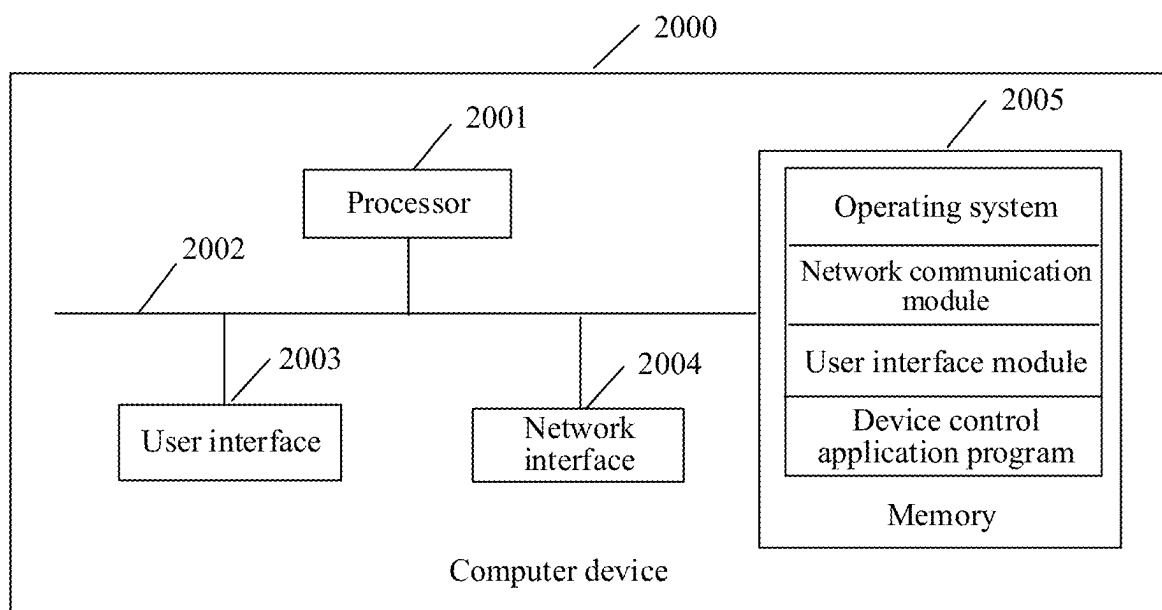 2000
2005
2001
Processor
Operating system
2002
Network communication
module
2003
2004
User interface module
User interface
Network
interface
Device control
application program
Memory
Computer device